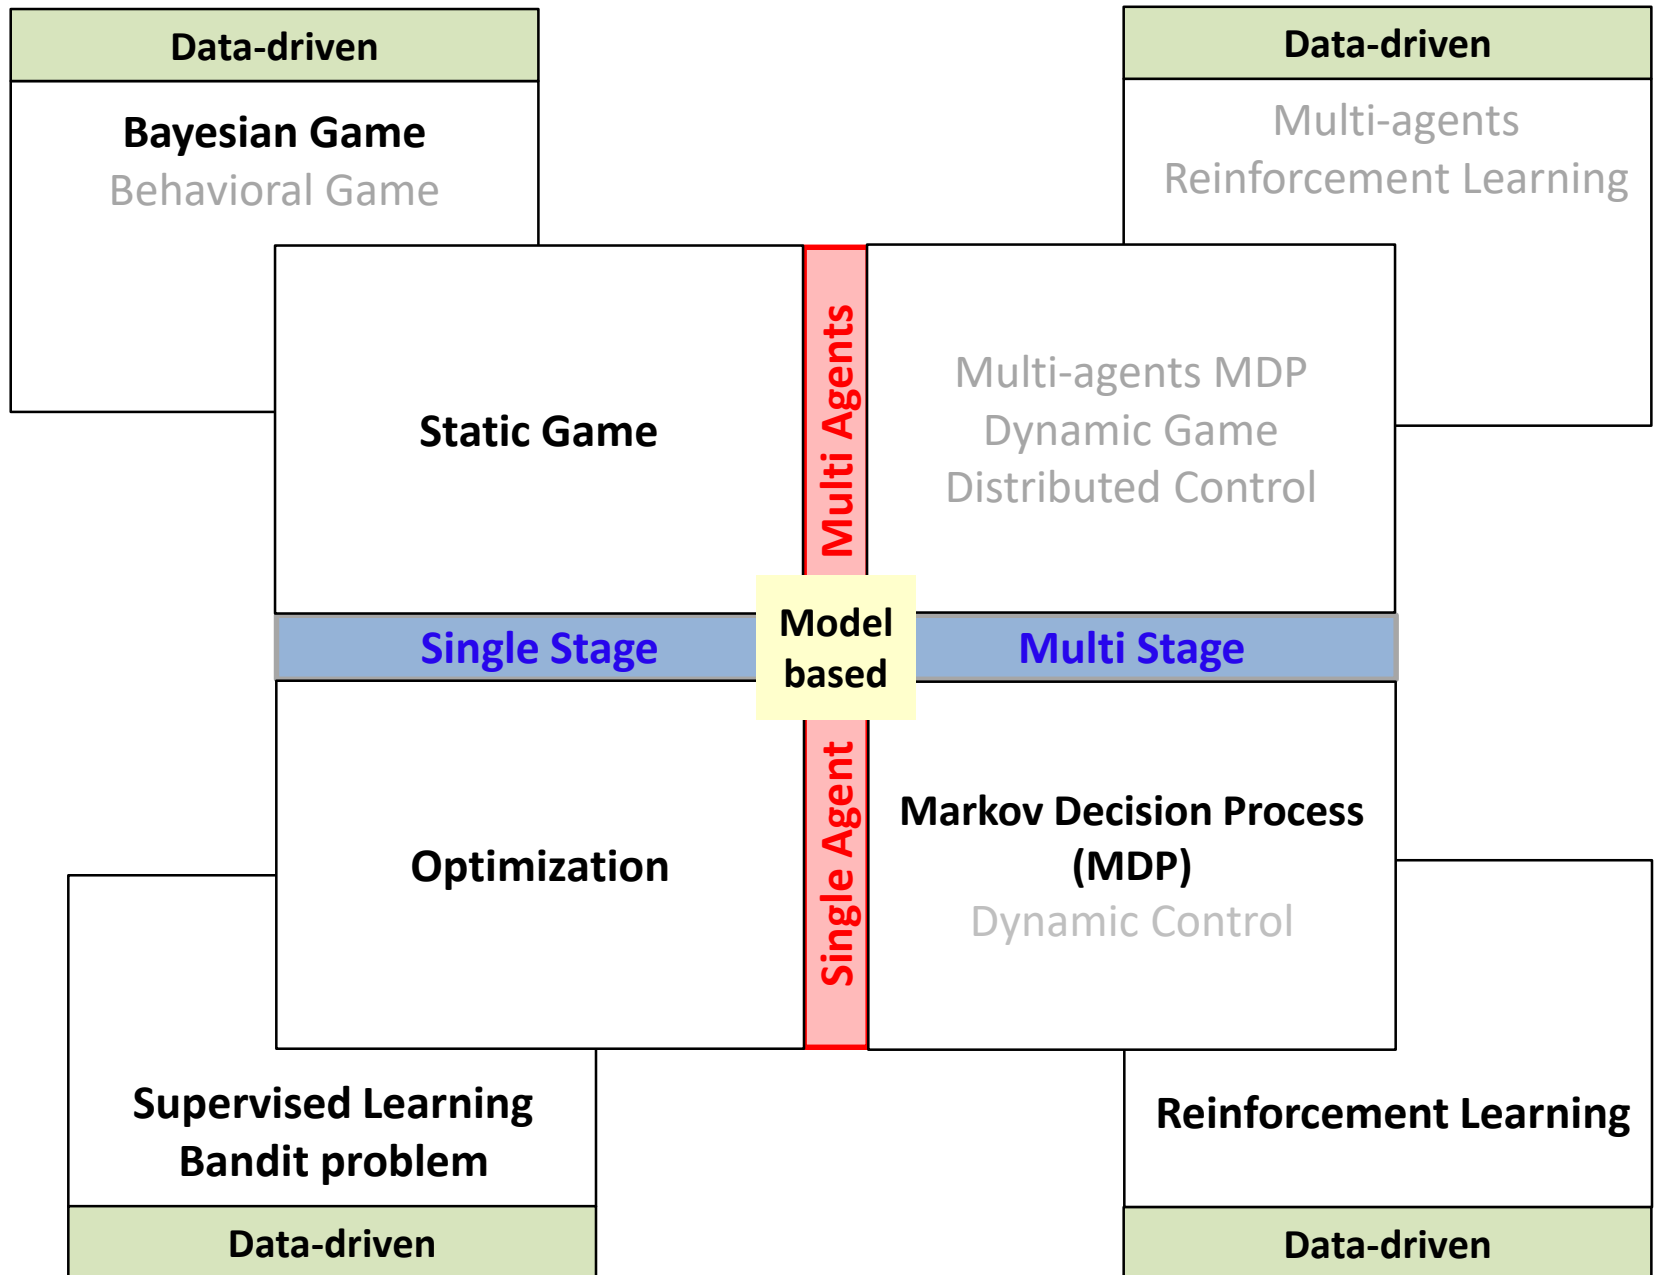 Data-driven
Bayesian Game
Behavioral Game
Data-driven
Multi-agents
Reinforcement Learning
Static Game
Multi Agents
Multi-agents MDP
Dynamic Game
Distributed Control
Single Stage
Model
based
Multi Stage
Optimization
Single Agent
Markov Decision Process
(MDP)
Dynamic Control
Supervised Learning
Bandit problem
Data-driven
Reinforcement Learning
Data-driven